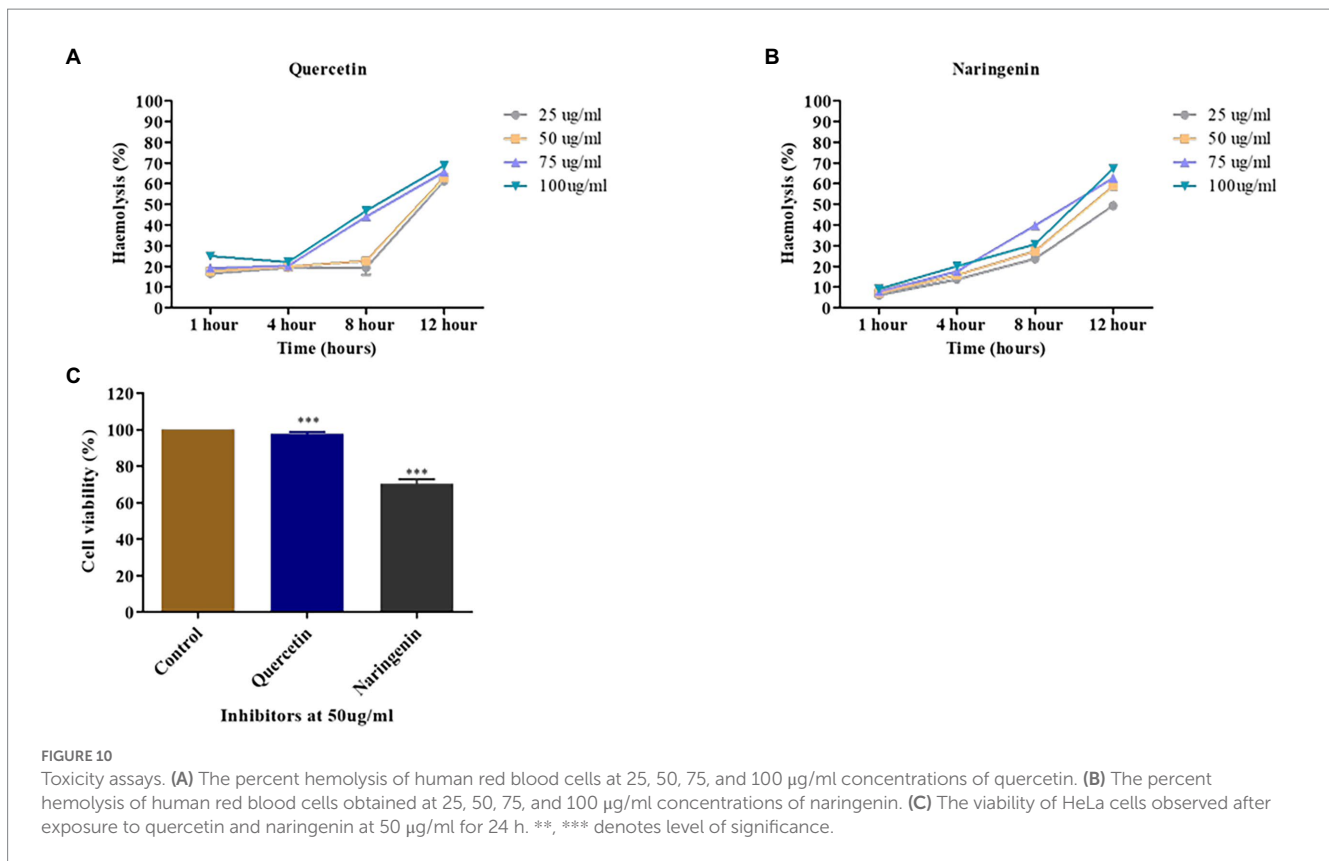 A
Quercetin
Haemolysis (%)
100
90
80
70
60
50
40
30
20
10
0
1 hour 4 hour 8 hour 12 hour
Time (hours)
25 ug/ml
50 ug/ml
75 ug/ml
100ug/ml
B
Naringenin
Haemolysis (%)
100
90
80
70
60
50
40
30
20
10
0
1 hour 4 hour 8 hour 12 hour
Time (hours)
25 ug/ml
50 ug/ml
75 ug/ml
100ug/ml
C
Cell viability (%)
120
100
80
60
40
20
0
***
***
Control
Quercetin
Naringenin
Inhibitors at 50ug/ml
FIGURE 10
Toxicity assays. (A) The percent hemolysis of human red blood cells at 25, 50, 75, and 100 μg/ml concentrations of quercetin. (B) The percent
hemolysis of human red blood cells obtained at 25, 50, 75, and 100 μg/ml concentrations of naringenin. (C) The viability of HeLa cells observed after
exposure to quercetin and naringenin at 50 μg/ml for 24 h. **, *** denotes level of significance.